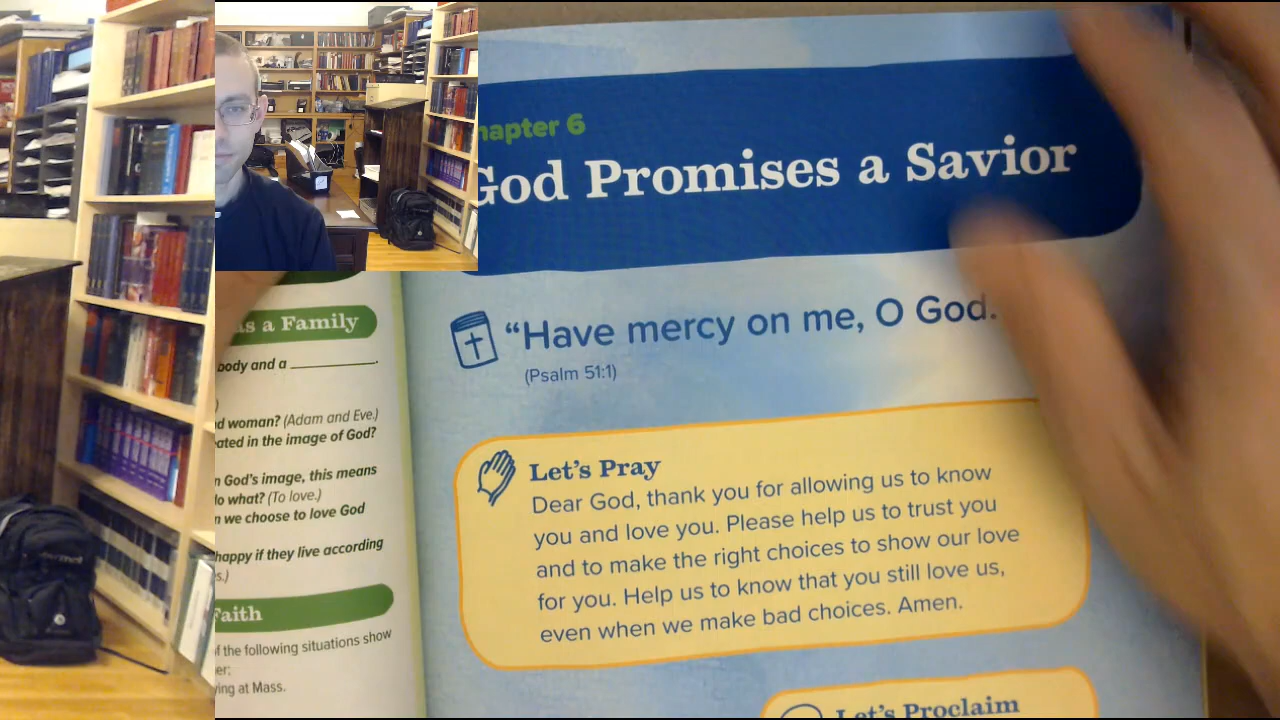 hapter 6
God Promises a Savior
“Have mercy on me, O God.
(Psalm 51:1)
Let’s Pray
Dear God, thank you for allowing us to know
you and love you. Please help us to trust you
and to make the right choices to show our love
for you. Help us to know that you still love us,
even when we make bad choices. Amen.
Let’s Proclaim
as a Family
body and a ________.
d woman? (Adam and Eve.)
ated in the image of God?
n God’s image, this means
do what? (To love.)
n we choose to love God
happy if they live according
s.)
Faith
of the following situations show
er:
ying at Mass.